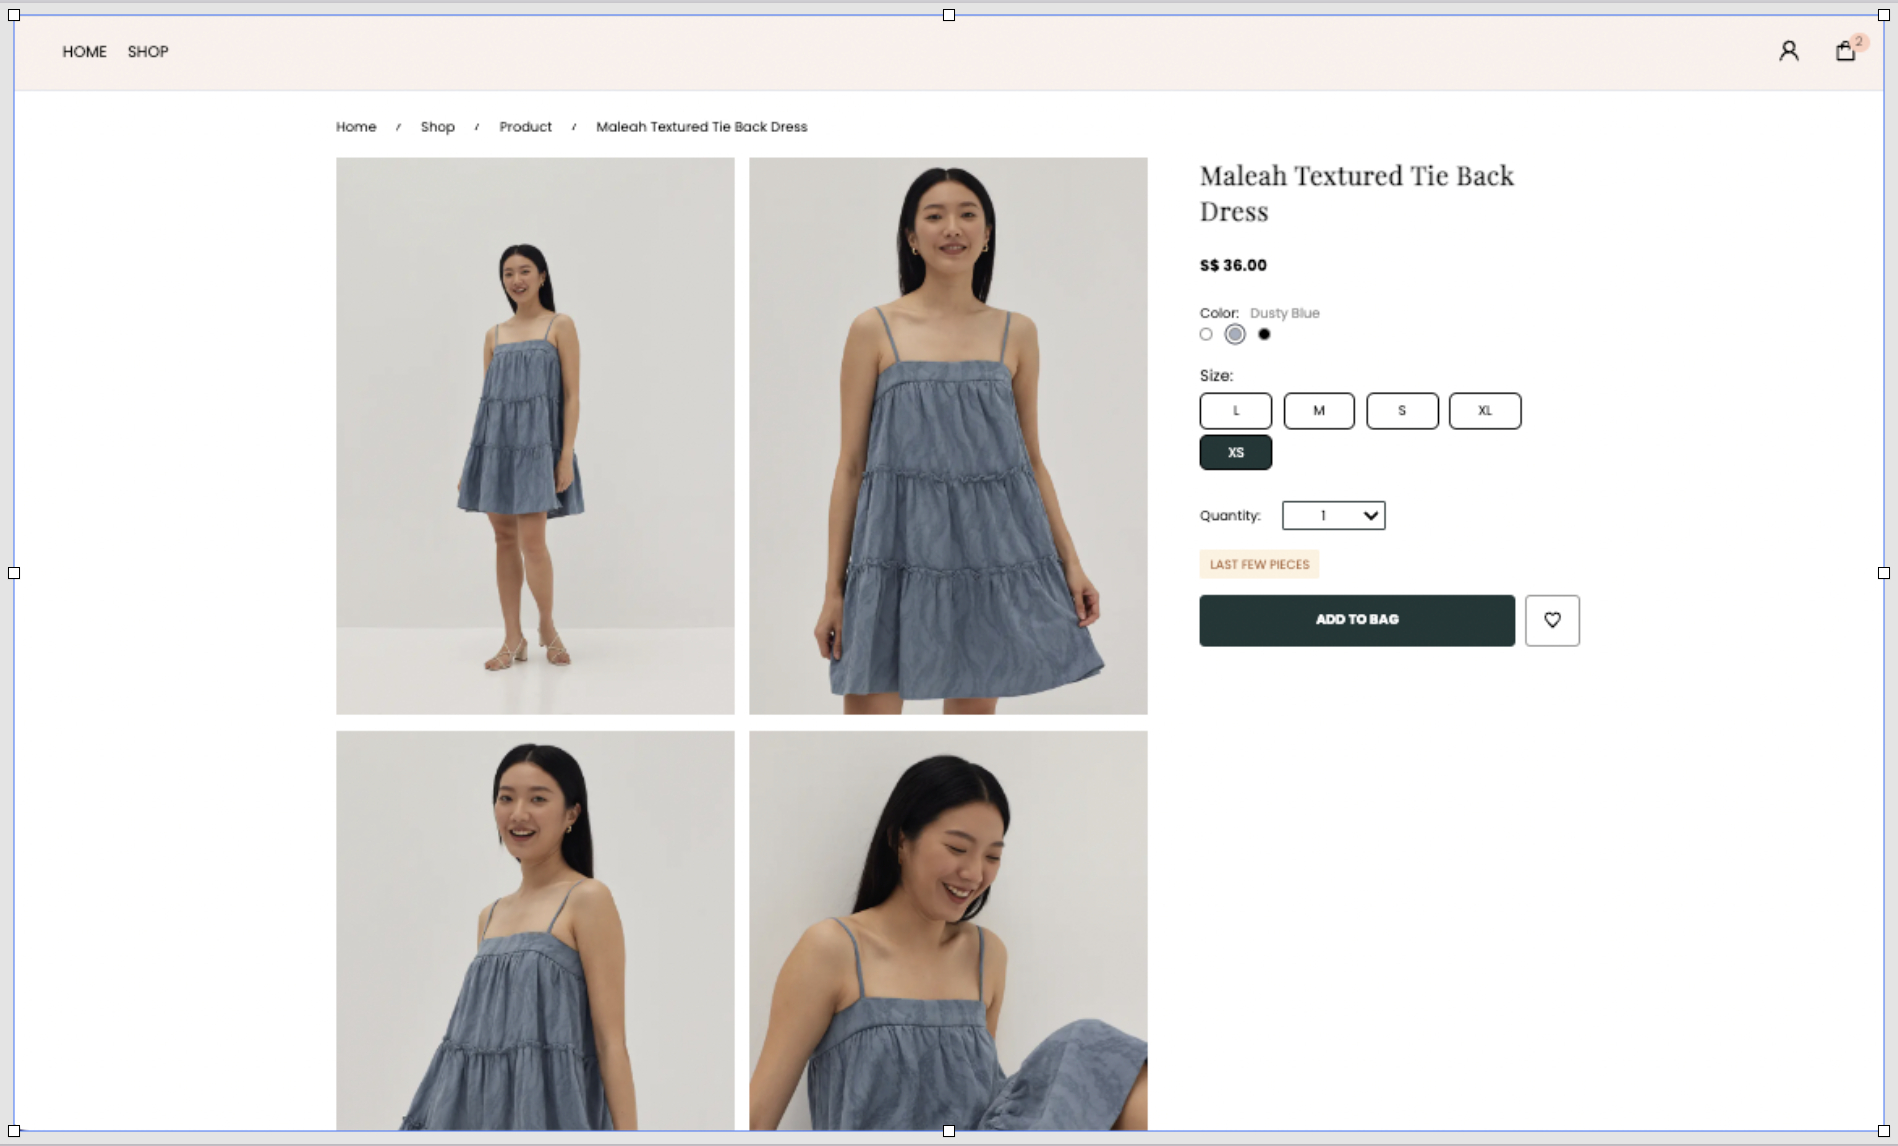 HOME SHOP
2
Home / Shop / Product / Maleah Textured Tie Back Dress
Maleah Textured Tie Back
Dress
S$ 36.00
Color: Dusty Blue
Size:
L M S XL
XS
Quantity: 1
LAST FEW PIECES
ADD TO BAG